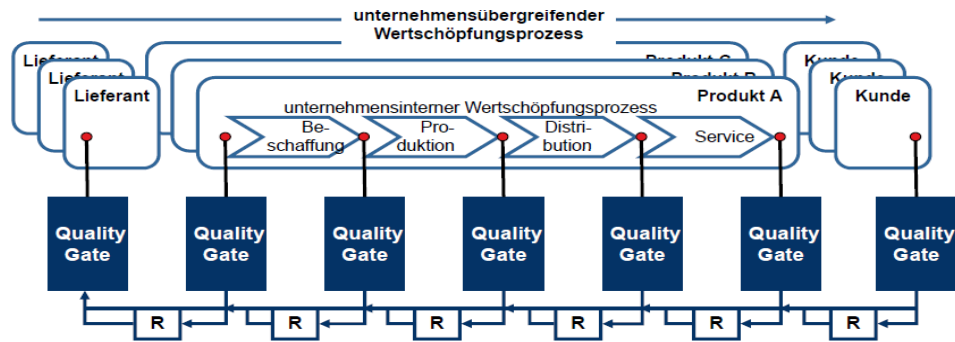 unternehmensübergreifender
Wertschöpfungsprozess
Lieferant
Lieferant
Lieferant
Produkt C
Produkt B
Produkt A
Kunde
Kunde
Kunde
unternehmensinterner Wertschöpfungsprozess
Be-
schaffung
Pro-
duktion
Distri-
bution
Service
Quality
Gate
Quality
Gate
Quality
Gate
Quality
Gate
Quality
Gate
Quality
Gate
Quality
Gate
R
R
R
R
R
R